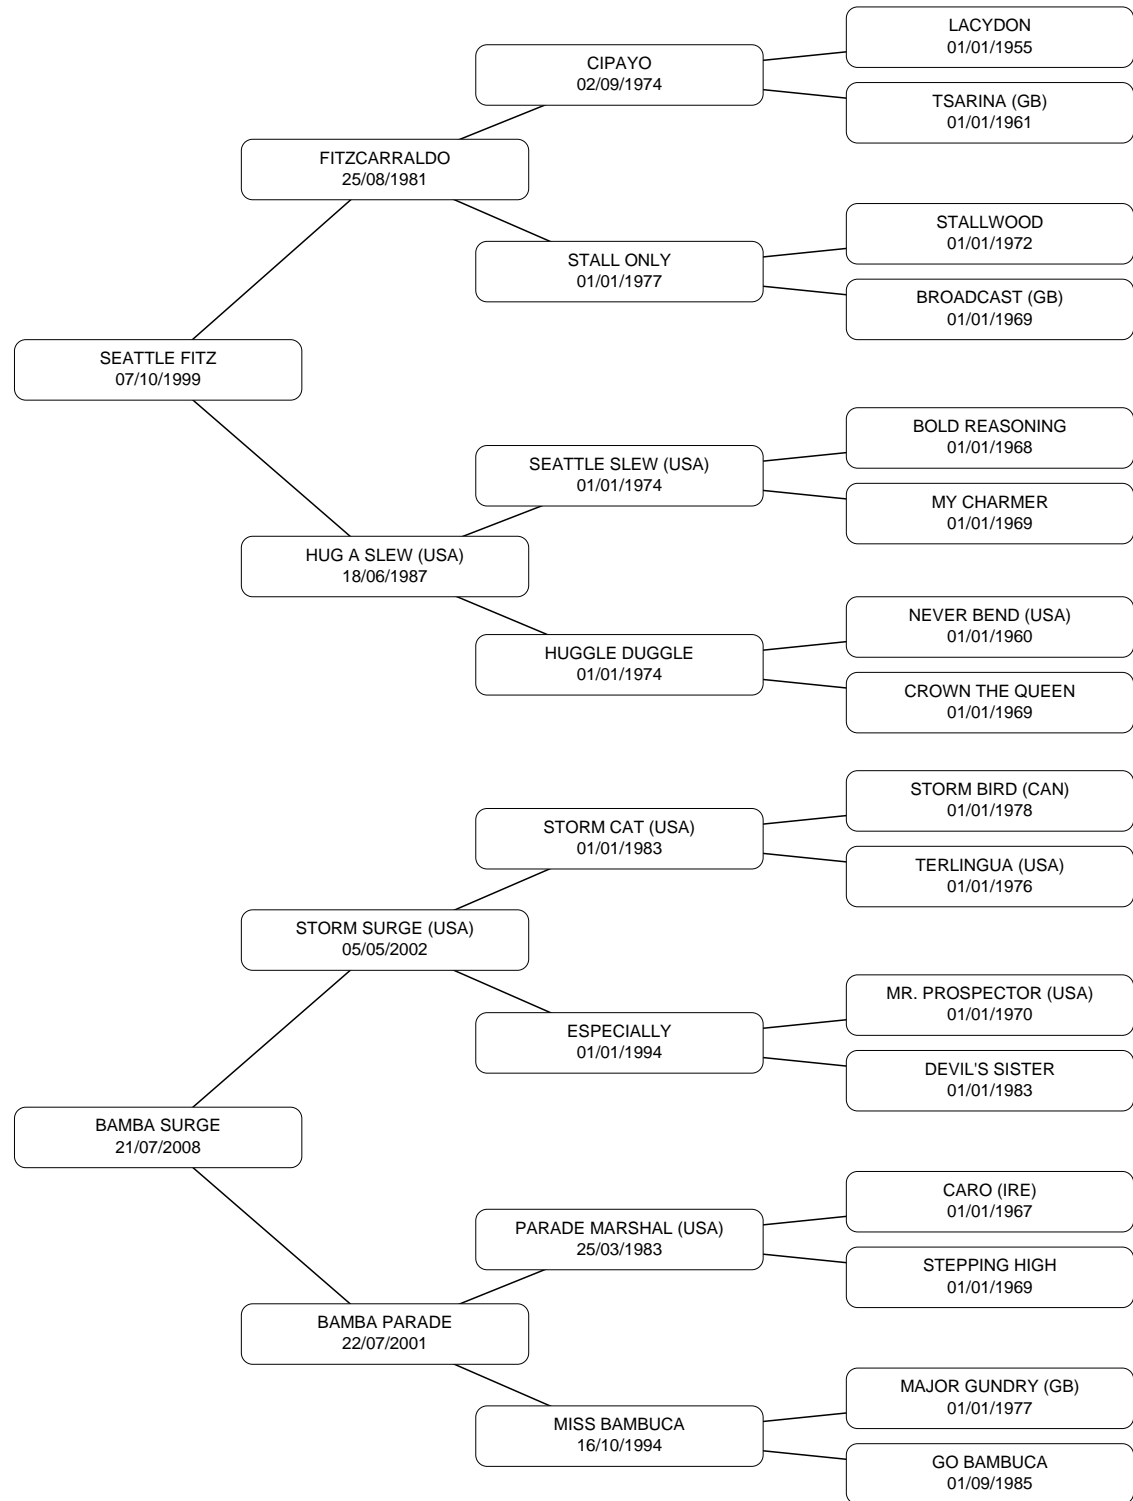 LACYDON
01/01/1955
CIPAYO
02/09/1974
TSARINA (GB)
01/01/1961
FITZCARRALDO
25/08/1981
STALLWOOD
01/01/1972
STALL ONLY
01/01/1977
BROADCAST (GB)
01/01/1969
SEATTLE FITZ
07/10/1999
BOLD REASONING
01/01/1968
SEATTLE SLEW (USA)
01/01/1974
MY CHARMER
01/01/1969
HUG A SLEW (USA)
18/06/1987
NEVER BEND (USA)
01/01/1960
HUGGLE DUGGLE
01/01/1974
CROWN THE QUEEN
01/01/1969
STORM BIRD (CAN)
01/01/1978
STORM CAT (USA)
01/01/1983
TERLINGUA (USA)
01/01/1976
STORM SURGE (USA)
05/05/2002
MR. PROSPECTOR (USA)
01/01/1970
ESPECIALLY
01/01/1994
DEVIL'S SISTER
01/01/1983
BAMBA SURGE
21/07/2008
CARO (IRE)
01/01/1967
PARADE MARSHAL (USA)
25/03/1983
STEPPING HIGH
01/01/1969
BAMBA PARADE
22/07/2001
MAJOR GUNDRY (GB)
01/01/1977
MISS BAMBUCA
16/10/1994
GO BAMBUCA
01/09/1985